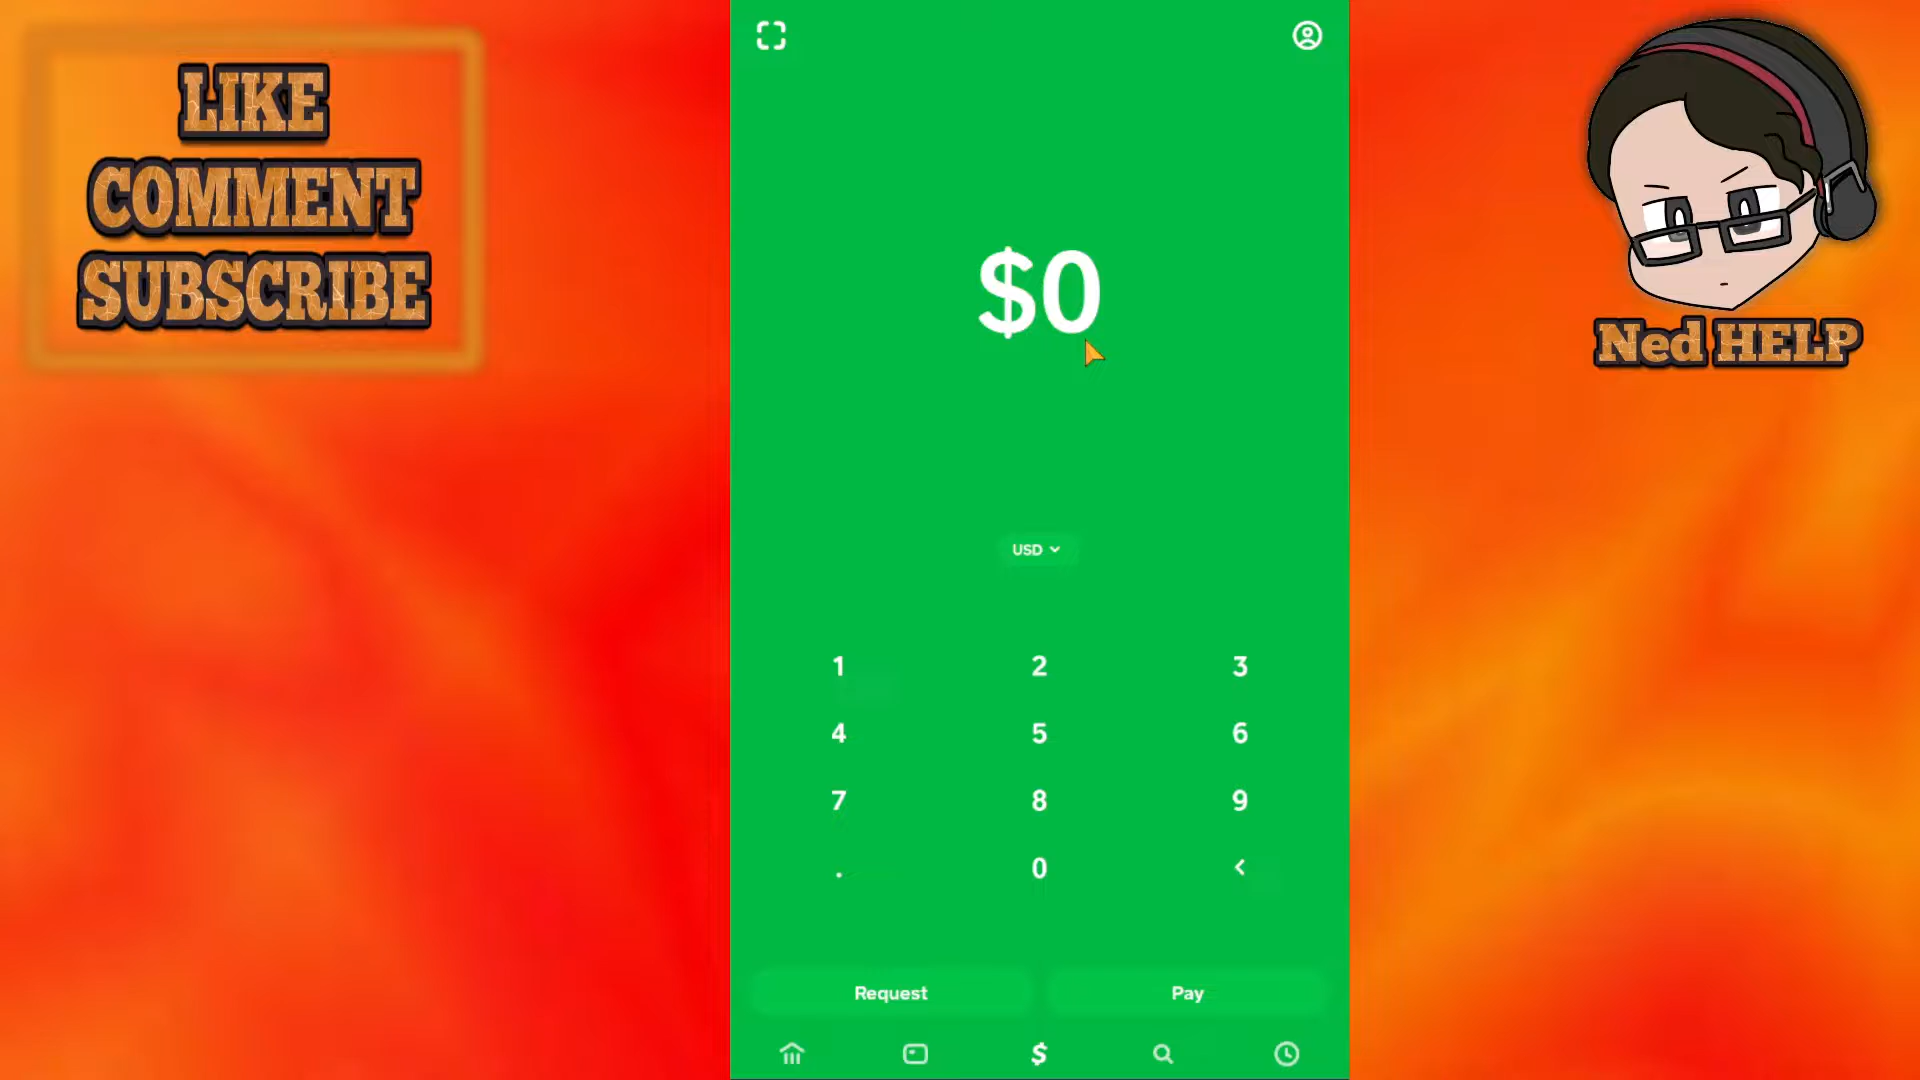 LIKE
COMMENT
SUBSCRIBE
$0
USD
1 2 3
4 5 6
7 8 9
. 0 <
Request Pay
$
Ned HELP